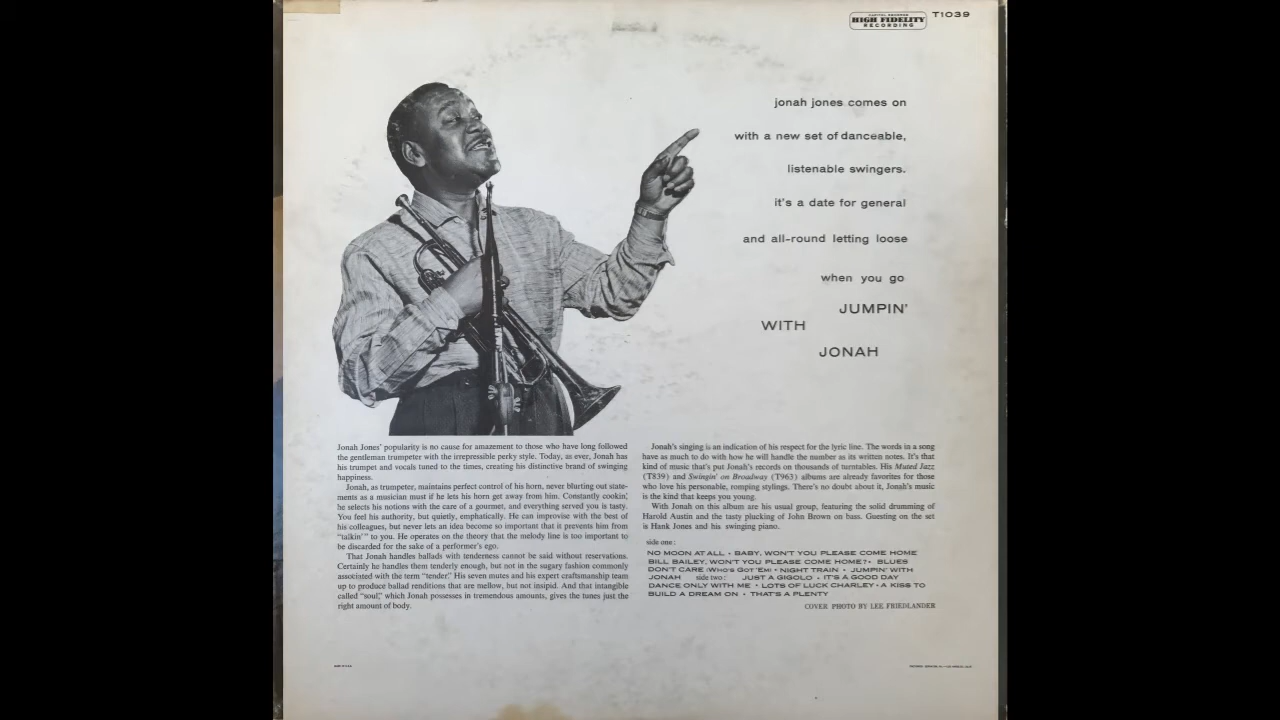 CAPITOL RECORDS
HIGH FIDELITY
RECORDING
T1039
jonah jones comes on
with a new set of danceable,
listenable swingers.
it's a date for general
and all-round letting loose
when you go
JUMPIN'
WITH
JONAH
Jonah Jones' popularity is no cause for amazement to those who have long followed
the gentleman trumpeter with the irrepressible perky style. Today, as ever, Jonah has
his trumpet and vocals tuned to the times, creating his distinctive brand of swinging
happiness.
Jonah, as trumpeter, maintains perfect control of his horn, never blurting out state-
ments as a musician must if he lets his horn get away from him. Constantly cookin',
he selects his notions with the care of a gourmet, and everything served you is tasty.
You feel his authority, but quietly, emphatically. He can improvise with the best of
his colleagues, but never lets an idea become so important that it prevents him from
"talkin'" to you. He operates on the theory that the melody line is too important to
be discarded for the sake of a performer's ego.
That Jonah handles ballads with tenderness cannot be said without reservations.
Certainly he handles them tenderly enough, but not in the sugary fashion commonly
associated with the term "tender." His seven mutes and his expert craftsmanship team
up to produce ballad renditions that are mellow, but not insipid. And that intangible
called "soul," which Jonah possesses in tremendous amounts, gives the tunes just the
right amount of body.
Jonah's singing is an indication of his respect for the lyric line. The words in a song
have as much to do with how he will handle the number as its written notes. It's that
kind of music that's put Jonah's records on thousands of turntables. His Muted Jazz
(T839) and Swingin' on Broadway (T963) albums are already favorites for those
who love his personable, romping stylings. There's no doubt about it, Jonah's music
is the kind that keeps you young.
With Jonah on this album are his usual group, featuring the solid drumming of
Harold Austin and the tasty plucking of John Brown on bass. Guesting on the set
is Hank Jones and his swinging piano.
side one:
NO MOON AT ALL • BABY, WON'T YOU PLEASE COME HOME
BILL BAILEY, WON'T YOU PLEASE COME HOME? • BLUES
DON'T CARE (WHO'S GOT 'EM) • NIGHT TRAIN • JUMPIN' WITH
JONAH side two: JUST A GIGOLO • IT'S A GOOD DAY
DANCE ONLY WITH ME • LOTS OF LUCK CHARLEY • A KISS TO
BUILD A DREAM ON • THAT'S A PLENTY
COVER PHOTO BY LEE FRIEDLANDER